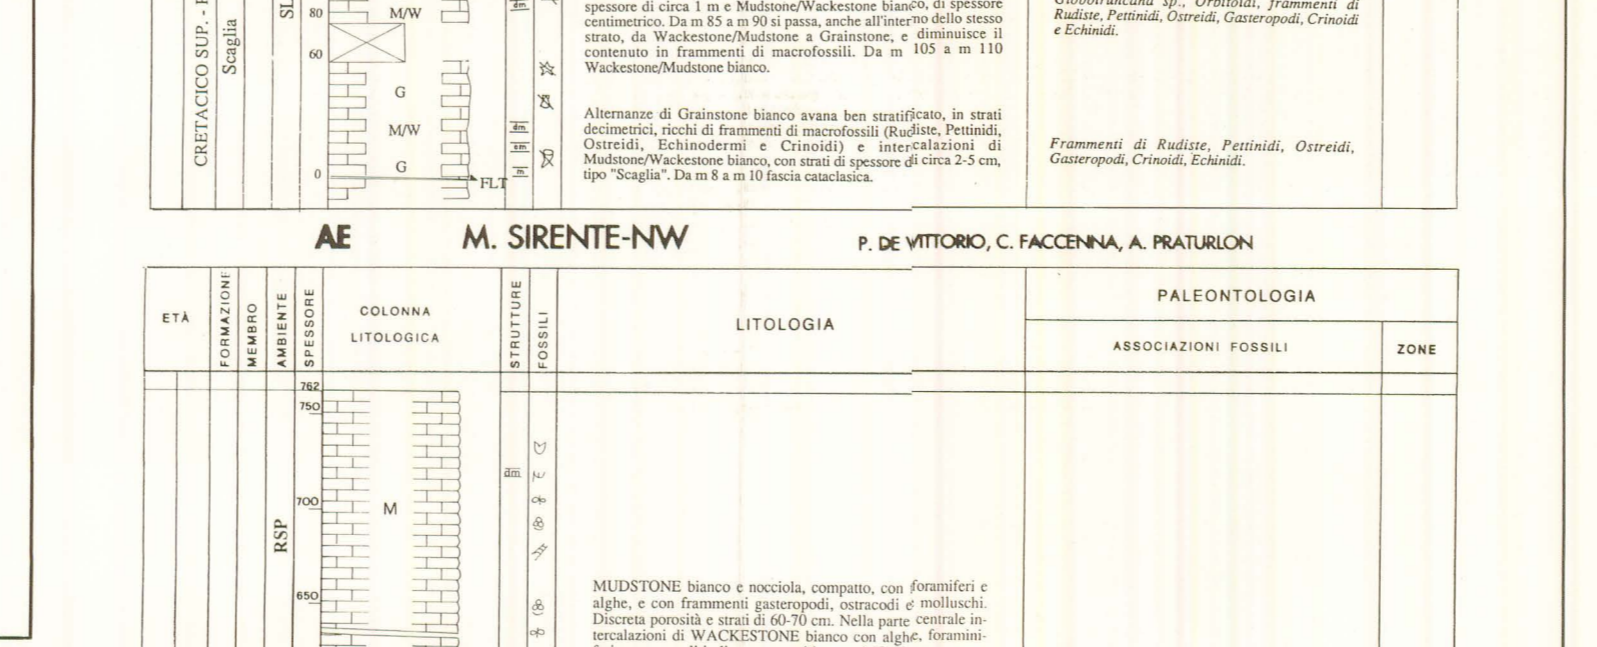 CRETACICO SUP. -
Scaglia
SL
80
60
0
M/W
G
M/W
G
FLT
dm
dm
cm
m
spessore di circa 1 m e Mudstone/Wackestone bianco, di spessore
centimetrico. Da m 85 a m 90 si passa, anche all'interno dello stesso
strato, da Wackestone/Mudstone a Grainstone, e diminuisce il
contenuto in frammenti di macrofossili. Da m 105 a m 110
Wackestone/Mudstone bianco.
Alternanze di Grainstone bianco avana ben stratificato, in strati
decimetrici, ricchi di frammenti di macrofossili (Rudiste, Pettinidi,
Ostreidi, Echinodermi e Crinoidi) e intercalazioni di
Mudstone/Wackestone bianco, con strati di spessore di circa 2-5 cm,
tipo "Scaglia". Da m 8 a m 10 fascia cataclasica.
Globotruncana sp., Orbitoidi, frammenti di
Rudiste, Pettinidi, Ostreidi, Gasteropodi, Crinoidi
e Echinidi.
Frammenti di Rudiste, Pettinidi, Ostreidi,
Gasteropodi, Crinoidi, Echinidi.
AE M. SIRENTE-NW P. DE VITTORIO, C. FACCENNA, A. PRATURLON
ETÀ
FORMAZIONE
MEMBRO
AMBIENTE
SPESSORE
COLONNA
LITOLOGICA
STRUTTURE
FOSSILI
LITOLOGIA
PALEONTOLOGIA
ASSOCIAZIONI FOSSILI
ZONE
762
750
700
650
RSP
M
dm
MUDSTONE bianco e nocciola, compatto, con foraminiferi e
alghe, e con frammenti gasteropodi, ostracodi e molluschi.
Discreta porosità e strati di 60-70 cm. Nella parte centrale in-
tercalazioni di WACKESTONE bianco con alghe, foramini-